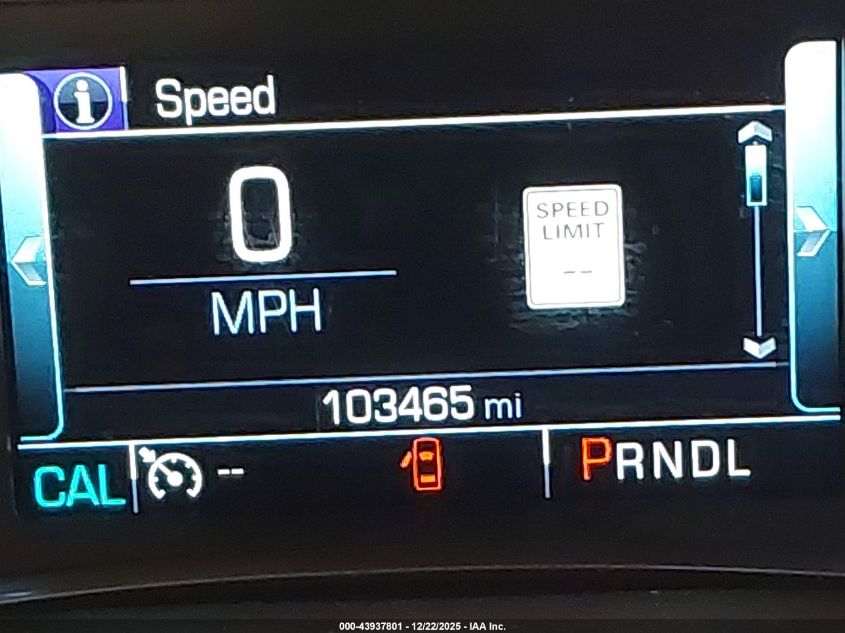 i Speed
0
MPH
SPEED
LIMIT
--
103465 mi
CAL -- PRNDL
000-43937801 - 12/22/2025 - IAA Inc.